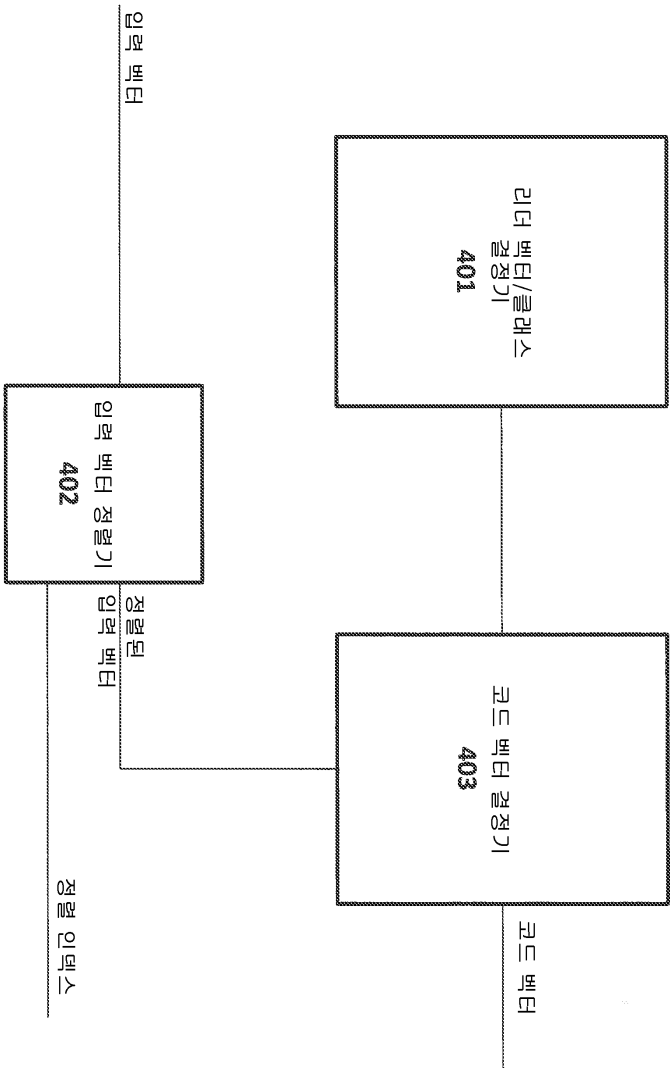 리더 벡터/클래스
결정기
401
코드 벡터 결정기
403
코드 벡터
입력 벡터
입력 벡터 정렬기
402
정렬된
입력 벡터
정렬 인덱스